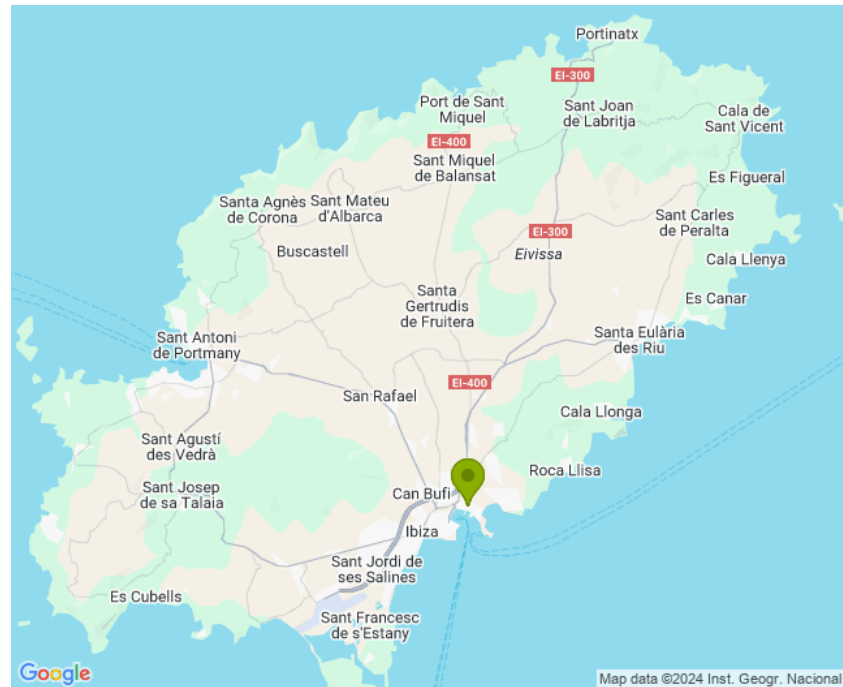 Portinatx
EI-300
Port de Sant
Miquel
Sant Joan
de Labritja
Cala de
Sant Vicent
EI-400
Sant Miquel
de Balansat
Es Figueral
Santa Agnès
de Corona
Sant Mateu
d'Albarca
Sant Carles
de Peralta
EI-300
Buscastell
Eivissa
Cala Llenya
Santa
Gertrudis
de Fruitera
Es Canar
Sant Antoni
de Portmany
Santa Eulària
des Riu
EI-400
San Rafael
Cala Llonga
Sant Agustí
des Vedrà
Roca Llisa
Sant Josep
de sa Talaia
Can Bufi
Ibiza
Sant Jordi de
ses Salines
Es Cubells
Sant Francesc
de s'Estany
Google
Map data ©2024 Inst. Geogr. Nacional